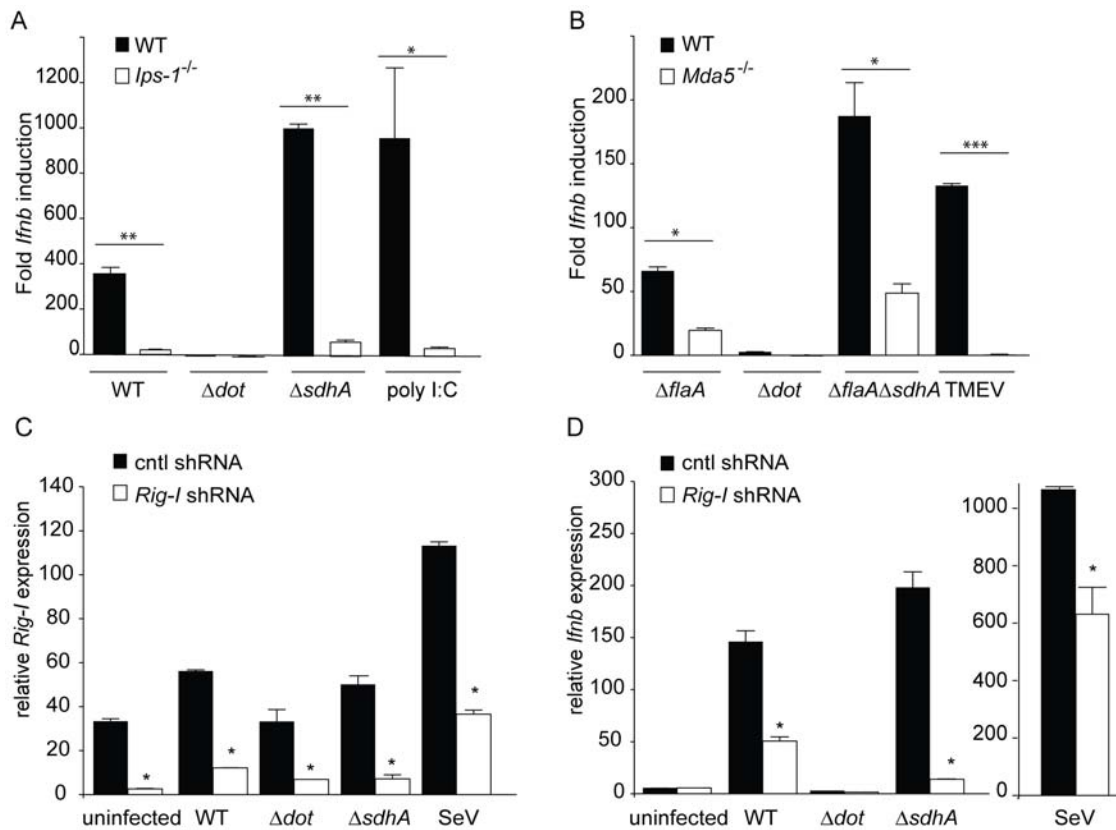 A
WT
Ips-1-/-
Fold Ifnb induction
1200
1000
800
600
400
200
0
**
**
*
WT
Δdot
ΔsdhA
poly I:C
B
WT
Mda5-/-
Fold Ifnb induction
200
150
100
50
0
*
*
***
ΔflaA
Δdot
ΔflaAΔsdhA
TMEV
C
cntl shRNA
Rig-I shRNA
relative Rig-I expression
140
120
100
80
60
40
20
0
*
*
*
*
*
uninfected
WT
Δdot
ΔsdhA
SeV
D
cntl shRNA
Rig-I shRNA
relative Ifnb expression
300
250
200
150
100
50
0
*
*
uninfected
WT
Δdot
ΔsdhA
1000
800
600
400
200
0
*
SeV